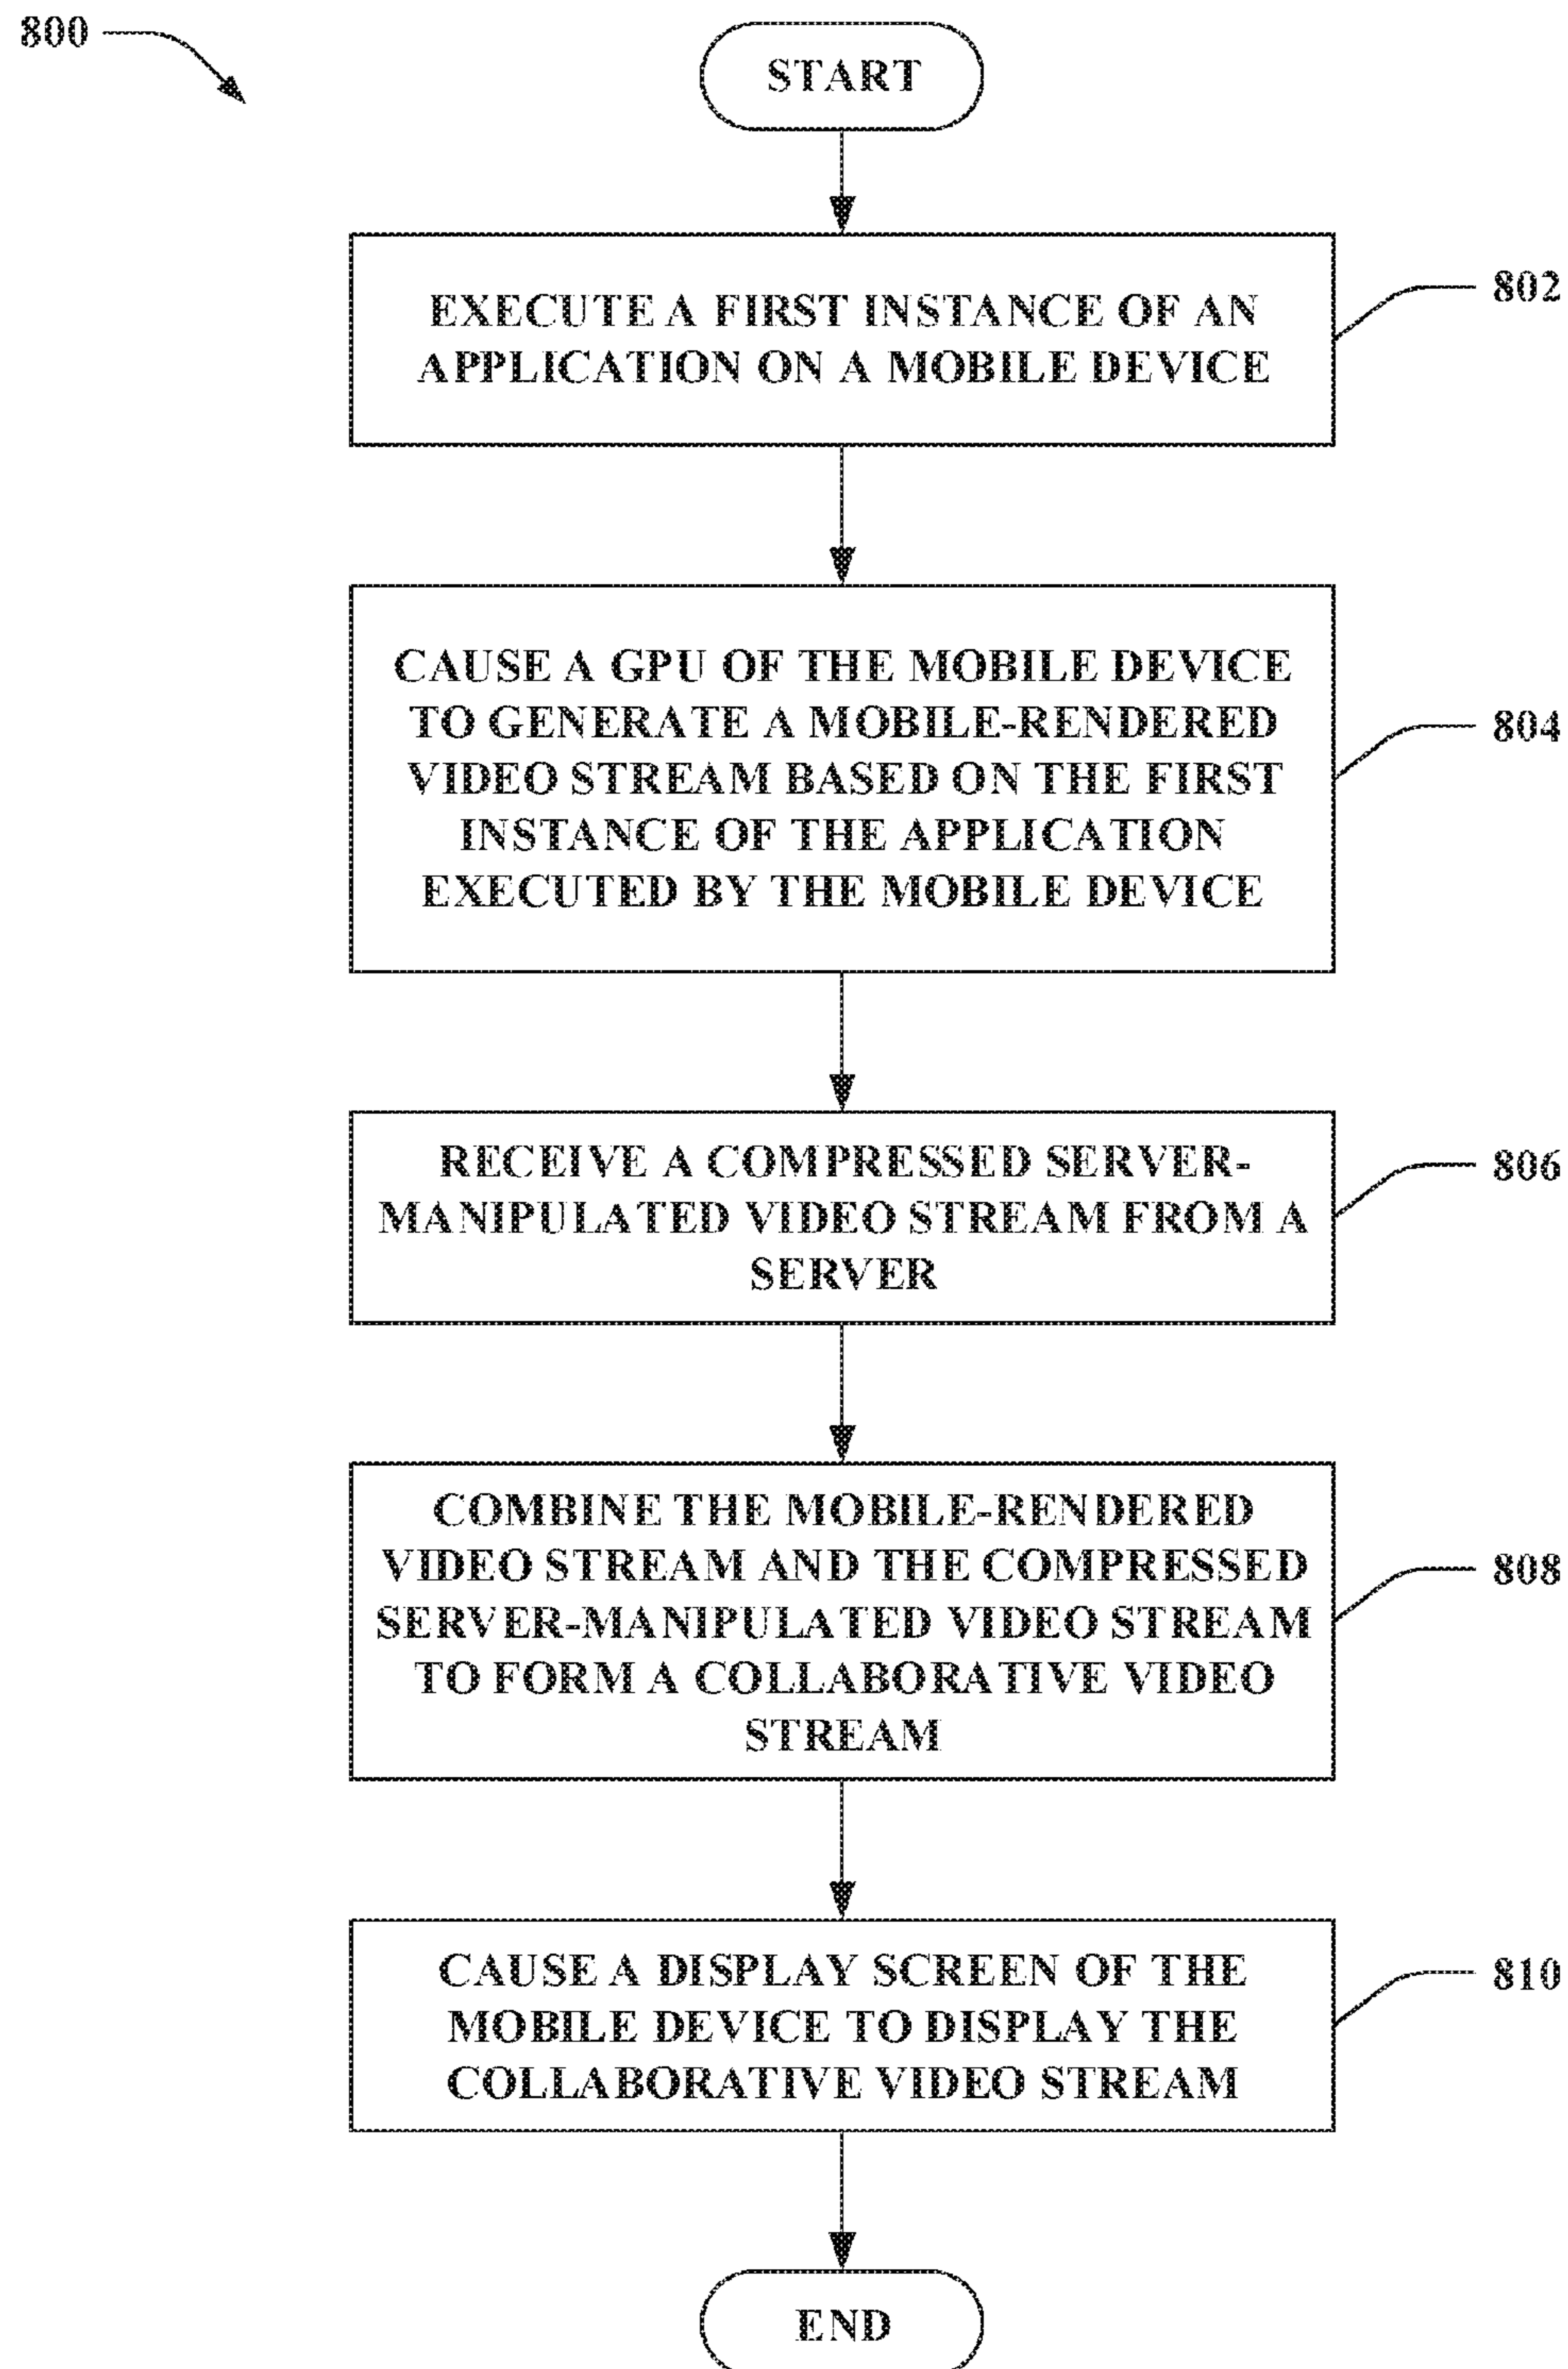 800
START
EXECUTE A FIRST INSTANCE OF AN
APPLICATION ON A MOBILE DEVICE
802
CAUSE A GPU OF THE MOBILE DEVICE
TO GENERATE A MOBILE-RENDERED
VIDEO STREAM BASED ON THE FIRST
INSTANCE OF THE APPLICATION
EXECUTED BY THE MOBILE DEVICE
804
RECEIVE A COMPRESSED SERVER-
MANIPULATED VIDEO STREAM FROM A
SERVER
806
COMBINE THE MOBILE-RENDERED
VIDEO STREAM AND THE COMPRESSED
SERVER-MANIPULATED VIDEO STREAM
TO FORM A COLLABORATIVE VIDEO
STREAM
808
CAUSE A DISPLAY SCREEN OF THE
MOBILE DEVICE TO DISPLAY THE
COLLABORATIVE VIDEO STREAM
810
END